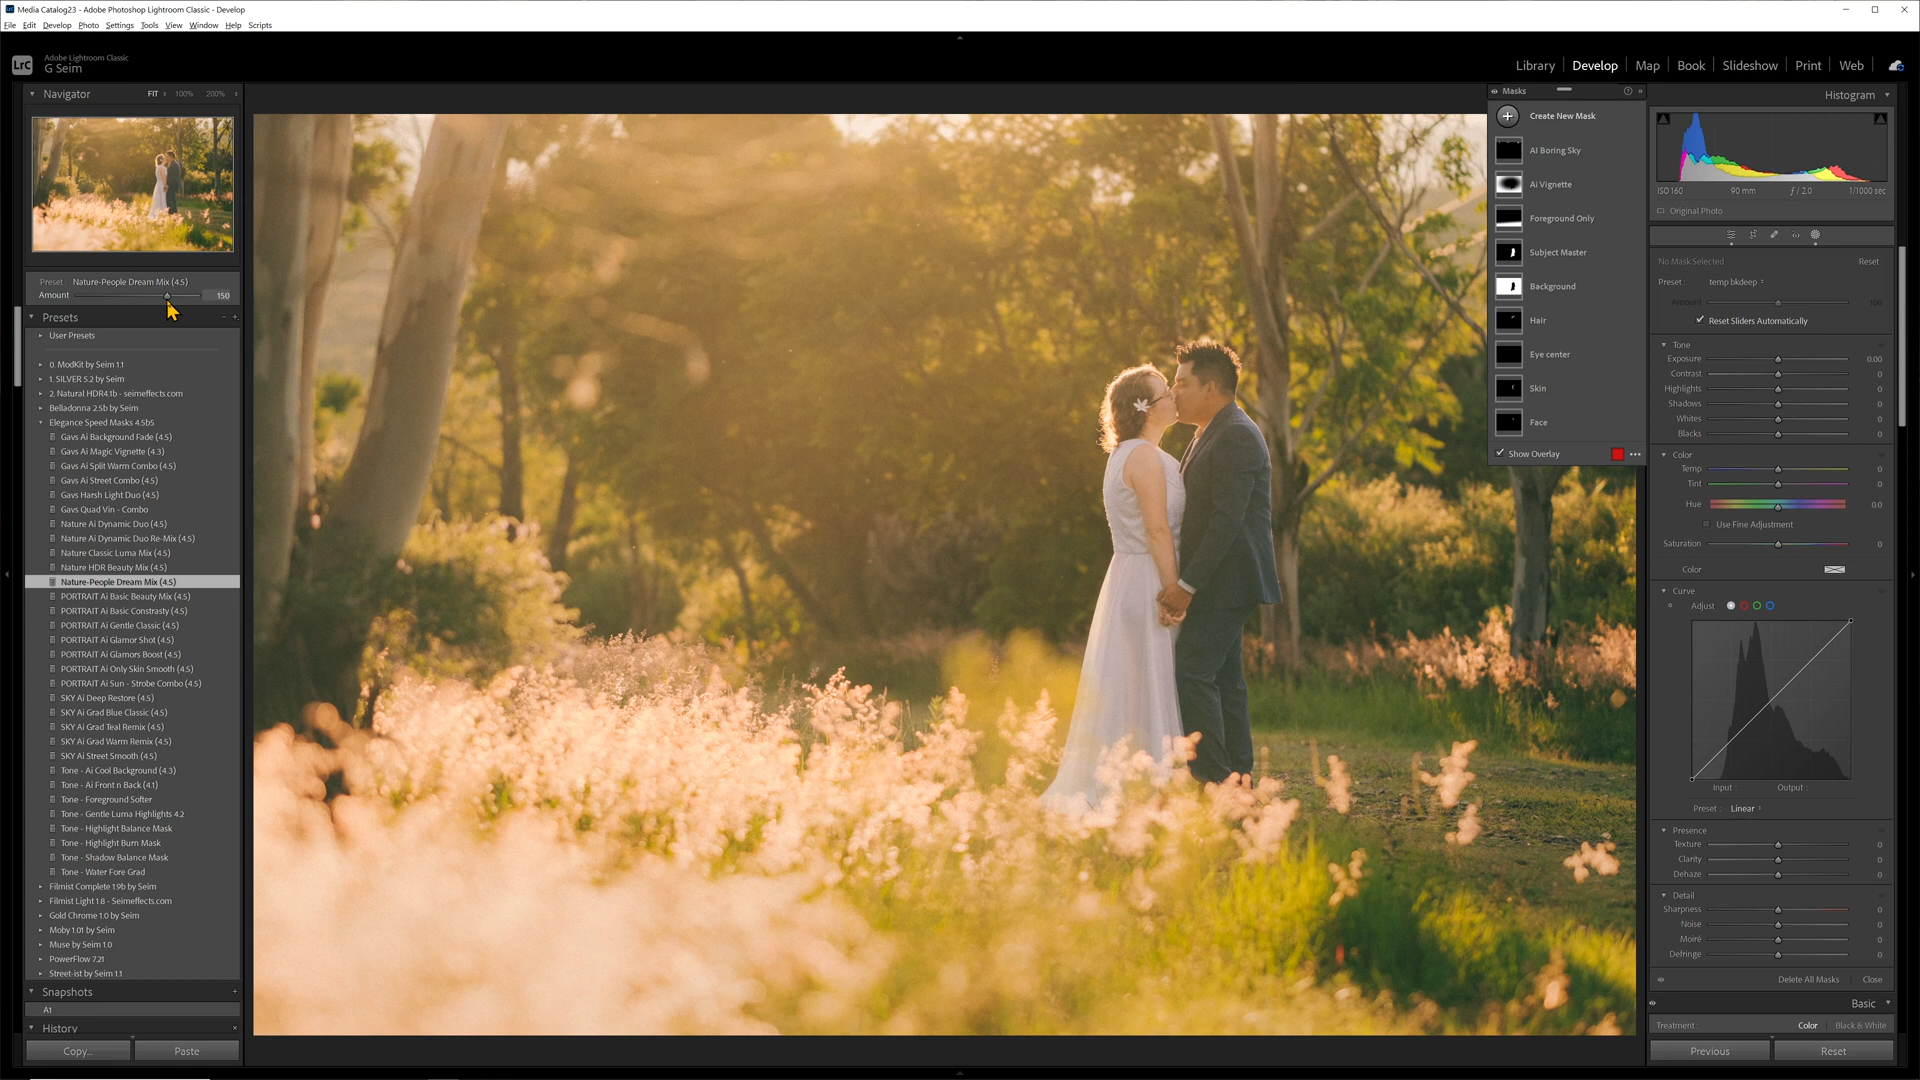 Media Catalog23 - Adobe Photoshop Lightroom Classic - Develop
File Edit Develop Photo Settings Tools View Window Help Scripts
LrC
Adobe Lightroom Classic
G Seim
Library Develop Map Book Slideshow Print Web
Navigator FIT 100% 200%
Preset : Nature-People Dream Mix (4.5)
Amount 150
Presets
User Presets
0. ModKit by Seim 1.1
1. SILVER 5.2 by Seim
2. Natural HDR4.1b - seimeffects.com
Belladonna 2.5b by Seim
Elegance Speed Masks 4.5b5
Gavs Ai Background Fade (4.5)
Gavs Ai Magic Vignette (4.3)
Gavs Ai Split Warm Combo (4.5)
Gavs Ai Street Combo (4.5)
Gavs Harsh Light Duo (4.5)
Gavs Quad Vin - Combo
Nature Ai Dynamic Duo (4.5)
Nature Ai Dynamic Duo Re-Mix (4.5)
Nature Classic Luma Mix (4.5)
Nature HDR Beauty Mix (4.5)
Nature-People Dream Mix (4.5)
PORTRAIT Ai Basic Beauty Mix (4.5)
PORTRAIT Ai Basic Constrasty (4.5)
PORTRAIT Ai Gentle Classic (4.5)
PORTRAIT Ai Glamor Shot (4.5)
PORTRAIT Ai Glamors Boost (4.5)
PORTRAIT Ai Only Skin Smooth (4.5)
PORTRAIT Ai Sun - Strobe Combo (4.5)
SKY Ai Deep Restore (4.5)
SKY Ai Grad Blue Classic (4.5)
SKY Ai Grad Teal Remix (4.5)
SKY Ai Grad Warm Remix (4.5)
SKY Ai Street Smooth (4.5)
Tone - Ai Cool Background (4.3)
Tone - Ai Front n Back (4.1)
Tone - Foreground Softer
Tone - Gentle Luma Highlights 4.2
Tone - Highlight Balance Mask
Tone - Highlight Burn Mask
Tone - Shadow Balance Mask
Tone - Water Fore Grad
Filmist Complete 1.9b by Seim
Filmist Light 1.8 - Seimeffects.com
Gold Chrome 1.0 by Seim
Moby 1.01 by Seim
Muse by Seim 1.0
PowerFlow 7.21
Street-ist by Seim 1.1
Snapshots
A1
History
Copy... Paste
Masks
Create New Mask
AI Boring Sky
Ai Vignette
Foreground Only
Subject Master
Background
Hair
Eye center
Skin
Face
Show Overlay
Histogram
ISO 160 90 mm ƒ / 2.0 1/1000 sec
Original Photo
No Mask Selected Reset
Preset : temp bkdeep
Amount 100
Reset Sliders Automatically
Tone
Exposure 0.00
Contrast
Highlights
Shadows
Whites
Blacks
Color
Temp 0
Tint 0
Hue 0.0
Use Fine Adjustment
Saturation 0
Color
Curve
Adjust
Input : Output :
Preset : Linear
Presence
Texture 0
Clarity 0
Dehaze 0
Detail
Sharpness 0
Noise 0
Moiré 0
Defringe 0
Delete All Masks Close
Basic
Treatment : Color Black & White
Previous Reset